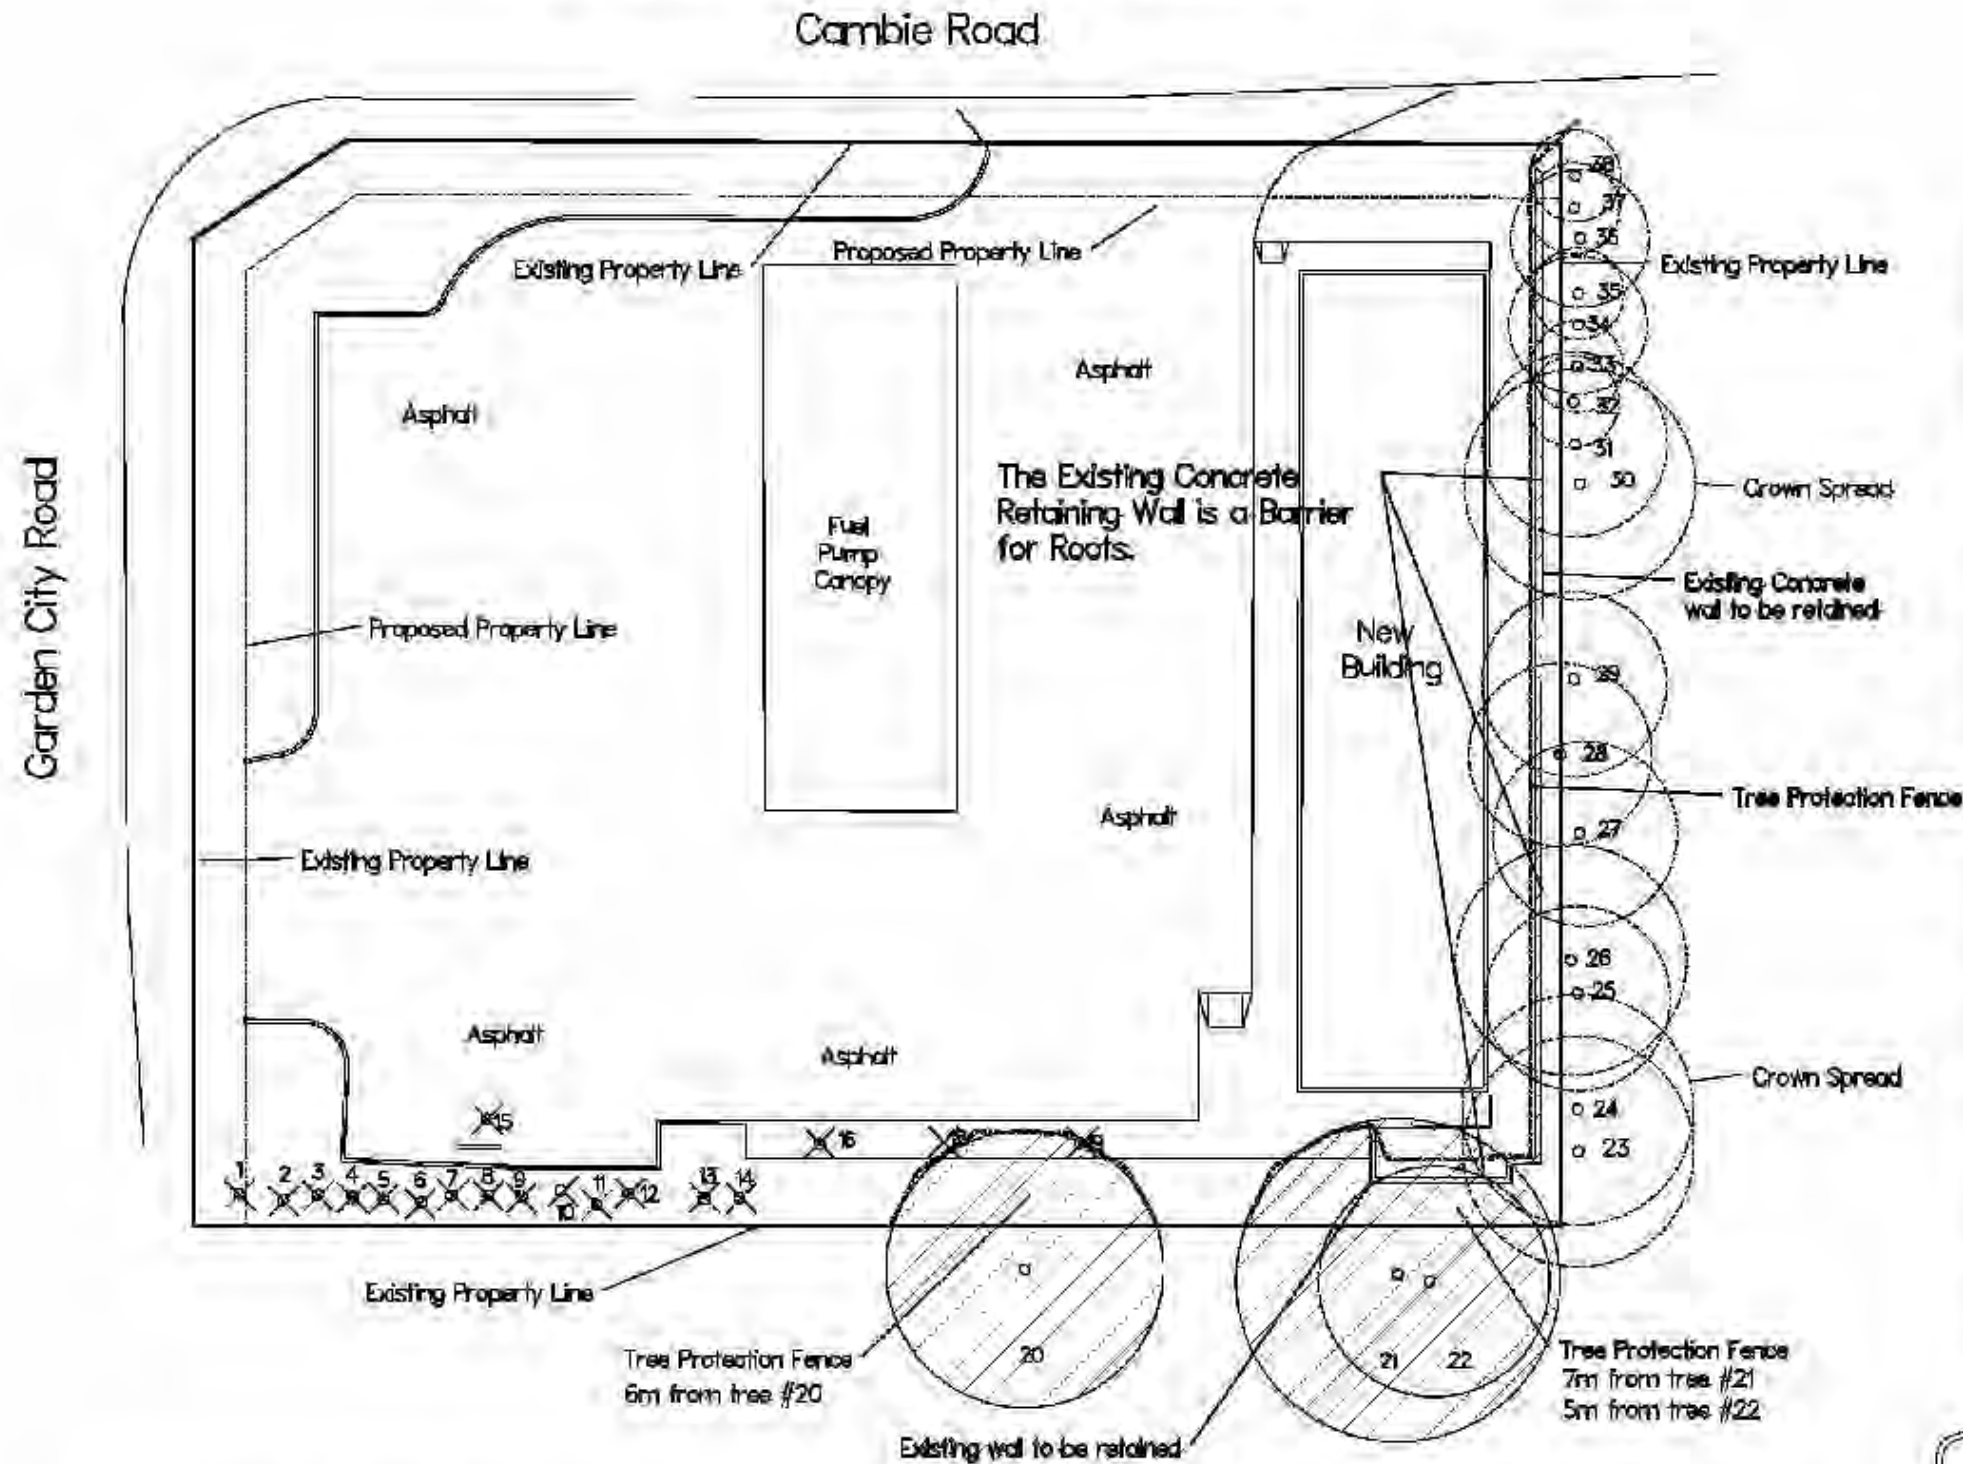 Cambie Road
Garden City Road
38
37
36
Existing Property Line
Proposed Property Line
Existing Property Line
35
34
33
32
31
30
Asphalt
Asphalt
The Existing Concrete
Retaining Wall is a Barrier
for Roots.
Crown Spread
Fuel
Pump
Canopy
Existing Concrete
wall to be retained
Proposed Property Line
New
Building
29
28
27
Tree Protection Fence
Asphalt
Existing Property Line
26
25
Asphalt
Asphalt
Crown Spread
24
23
15
16
19
1
2
3
4
5
6
7
8
9
10
11
12
13
14
Existing Property Line
Tree Protection Fence
6m from tree #20
20
21
22
Tree Protection Fence
7m from tree #21
5m from tree #22
Existing wall to be retained